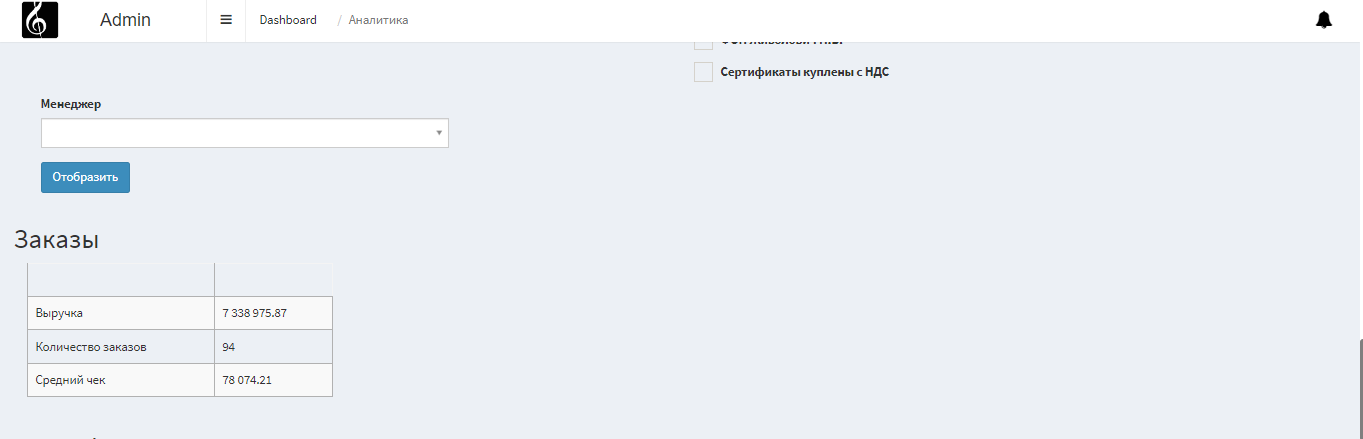 Admin
Dashboard / Аналитика
Сертификаты куплены с НДС
Менеджер
Отобразить
Заказы
Выручка 7 338 975.87
Количество заказов 94
Средний чек 78 074.21